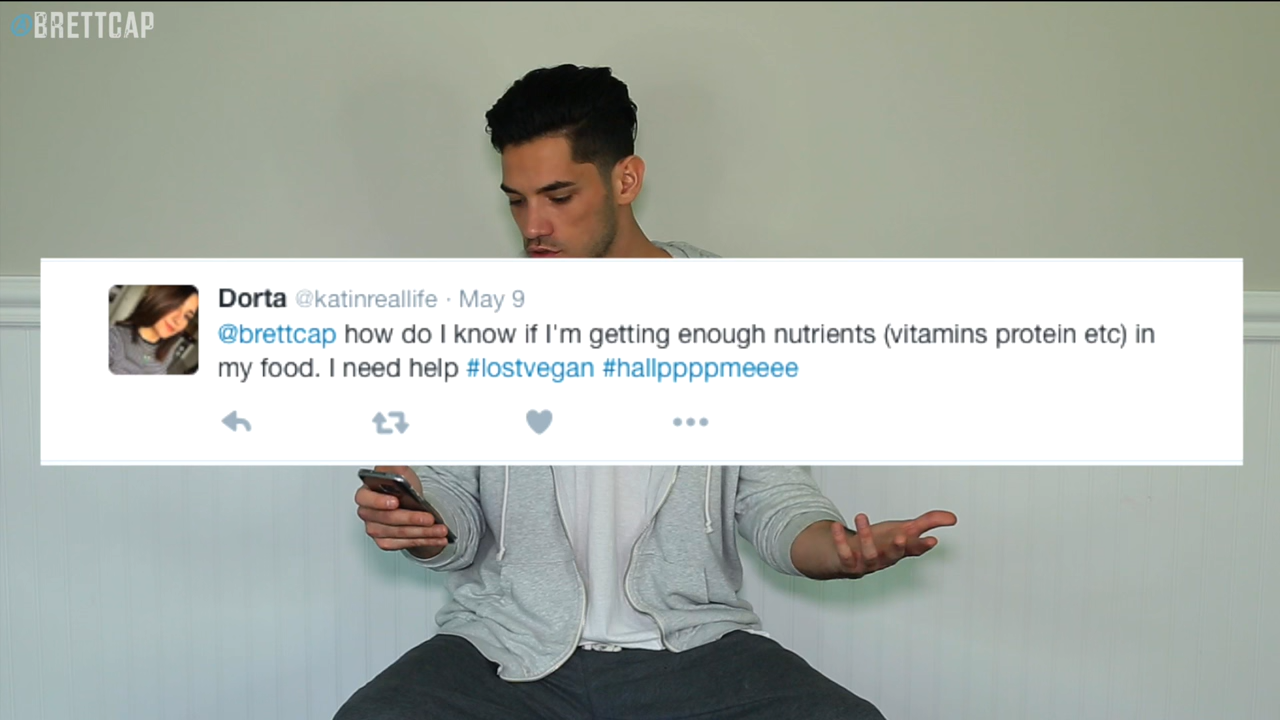 @BRETTCAP
Dorta @katinreallife · May 9
@brettcap how do I know if I'm getting enough nutrients (vitamins protein etc) in
my food. I need help #lostvegan #hallppppmeeee